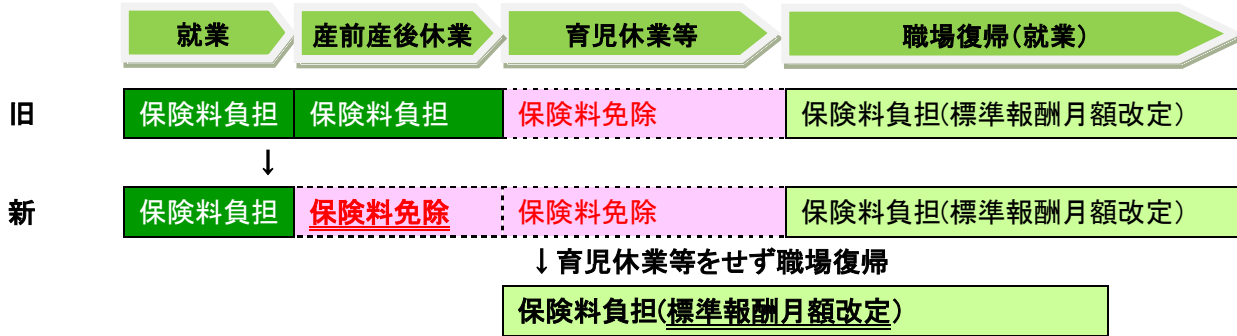 就業 産前産後休業 育児休業等 職場復帰(就業)
旧 保険料負担 保険料負担 保険料免除 保険料負担(標準報酬月額改定)
↓
新 保険料負担 保険料免除 保険料免除 保険料負担(標準報酬月額改定)
↓育児休業等をせず職場復帰
保険料負担(標準報酬月額改定)